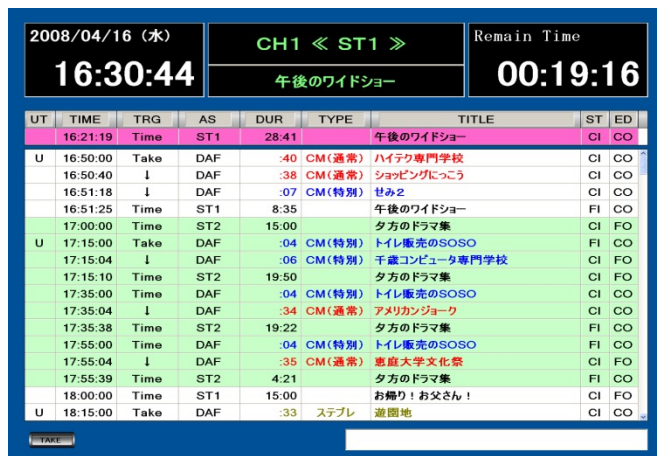 2008/04/16 (水)
16:30:44
CH1 ≪ ST1 ≫
午後のワイドショー
Remain Time
00:19:16
UT TIME TRG AS DUR TYPE TITLE ST ED
16:21:19 Time ST1 28:41 午後のワイドショー CI CO
U 16:50:00 Take DAF :40 CM(通常) ハイテク専門学校 CI CO
16:50:40 ↓ DAF :38 CM(通常) ショッピングにっこう CI CO
16:51:18 ↓ DAF :07 CM(特別) せみ2 CI CO
16:51:25 Time ST1 8:35 午後のワイドショー FI CO
17:00:00 Time ST2 15:00 夕方のドラマ集 CI FO
U 17:15:00 Take DAF :04 CM(特別) トイレ販売のSOSO FI CO
17:15:04 ↓ DAF :06 CM(特別) 千歳コンピュータ専門学校 CI FO
17:15:10 Time ST2 19:50 夕方のドラマ集 FI CO
17:35:00 Time DAF :04 CM(特別) トイレ販売のSOSO CI CO
17:35:04 ↓ DAF :34 CM(通常) アメリカンジョーク CI CO
17:35:38 Time ST2 19:22 夕方のドラマ集 FI CO
17:55:00 Time DAF :04 CM(特別) トイレ販売のSOSO FI CO
17:55:04 ↓ DAF :35 CM(通常)恵庭大学文化祭 CI FO
17:55:39 Time ST2 4:21 夕方のドラマ集 FI CO
18:00:00 Time ST1 15:00 お帰り！お父さん！ CI FO
U 18:15:00 Take DAF :33 ステブレ 遊園地 CI CO
TAKE